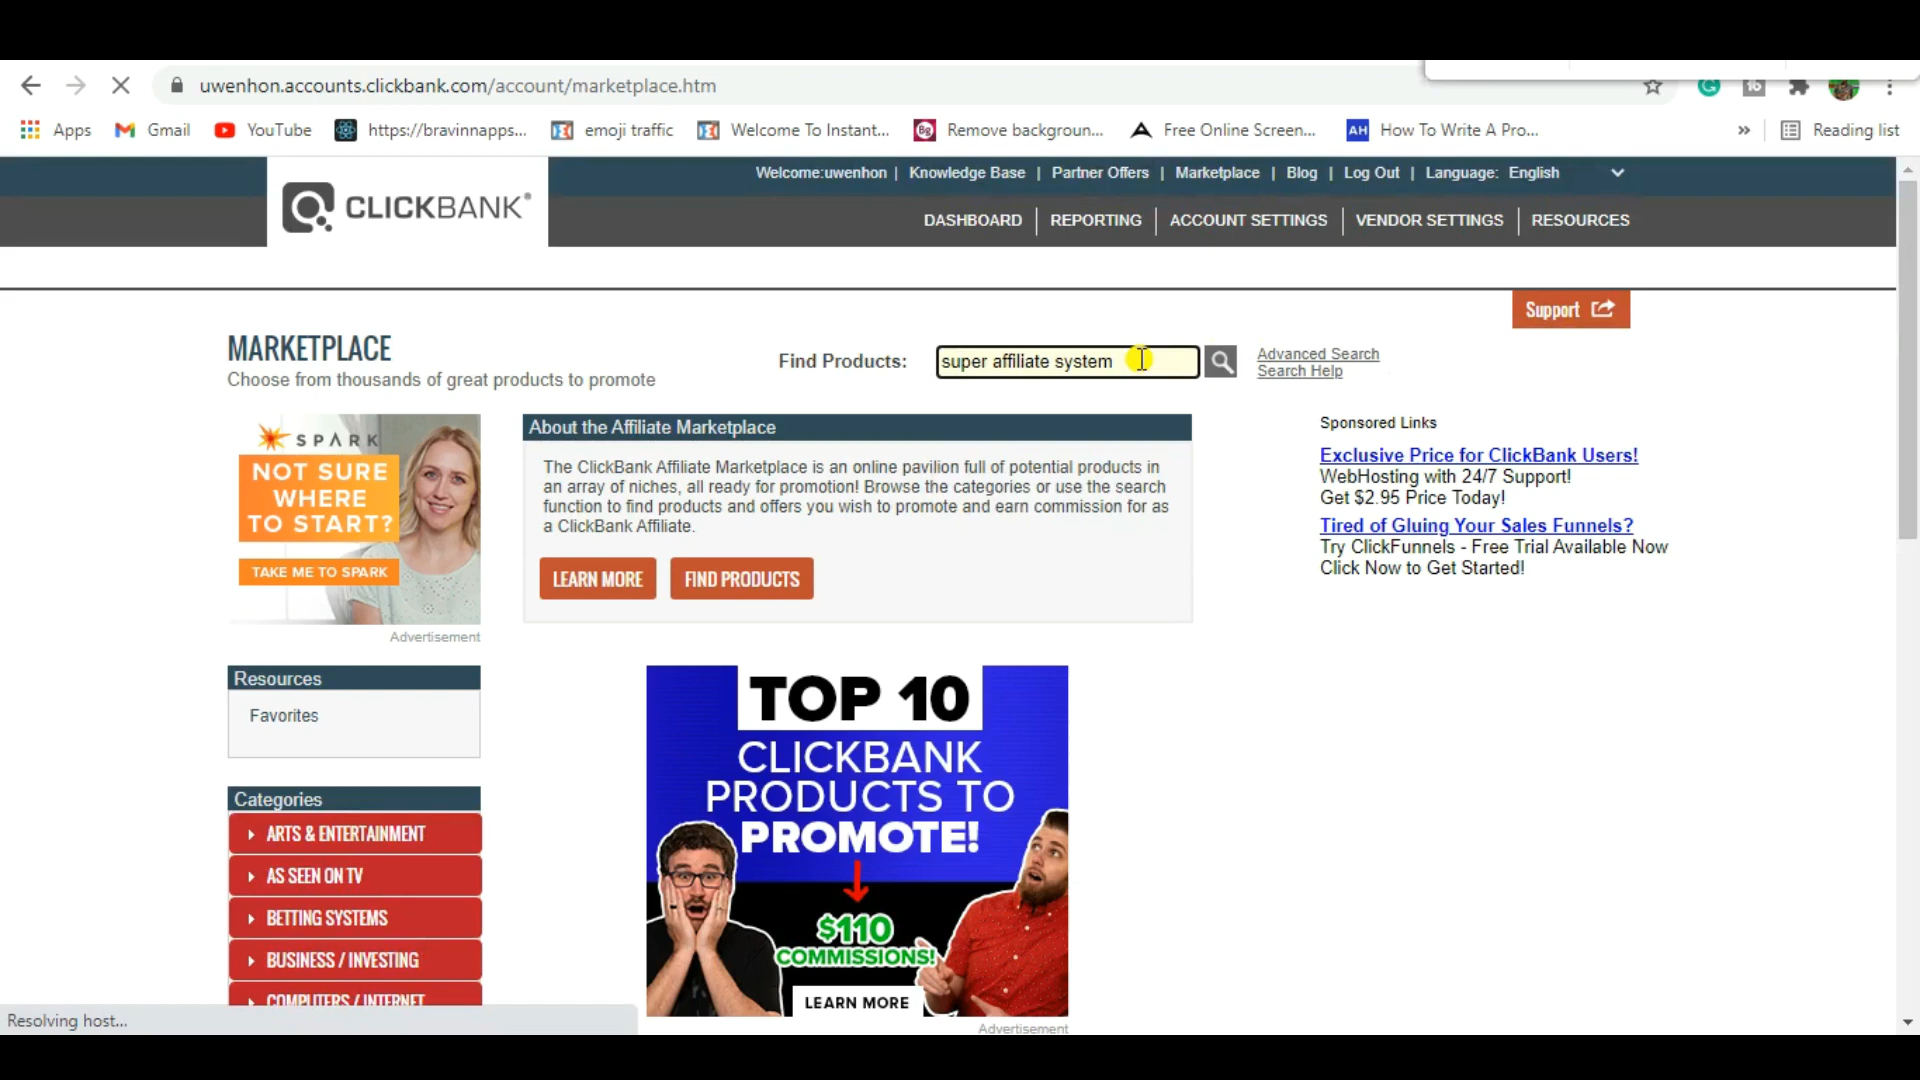 uwenhon.accounts.clickbank.com/account/marketplace.htm
Apps Gmail YouTube https://bravinnapps... emoji traffic Welcome To Instant... Bg Remove backgroun... Free Online Screen... AH How To Write A Pro... » Reading list
Welcome:uwenhon | Knowledge Base | Partner Offers | Marketplace | Blog | Log Out | Language: English
CLICKBANK®
DASHBOARD REPORTING ACCOUNT SETTINGS VENDOR SETTINGS RESOURCES
Support
MARKETPLACE
Choose from thousands of great products to promote
Find Products: super affiliate system
Advanced Search
Search Help
SPARK
NOT SURE
WHERE
TO START?
TAKE ME TO SPARK
Advertisement
About the Affiliate Marketplace
The ClickBank Affiliate Marketplace is an online pavilion full of potential products in
an array of niches, all ready for promotion! Browse the categories or use the search
function to find products and offers you wish to promote and earn commission for as
a ClickBank Affiliate.
LEARN MORE FIND PRODUCTS
Sponsored Links
Exclusive Price for ClickBank Users!
WebHosting with 24/7 Support!
Get $2.95 Price Today!
Tired of Gluing Your Sales Funnels?
Try ClickFunnels - Free Trial Available Now
Click Now to Get Started!
Resources
Favorites
Categories
ARTS & ENTERTAINMENT
AS SEEN ON TV
BETTING SYSTEMS
BUSINESS / INVESTING
COMPUTERS / INTERNET
TOP 10
CLICKBANK
PRODUCTS TO
PROMOTE!
$110
COMMISSIONS!
LEARN MORE
Advertisement
Resolving host...